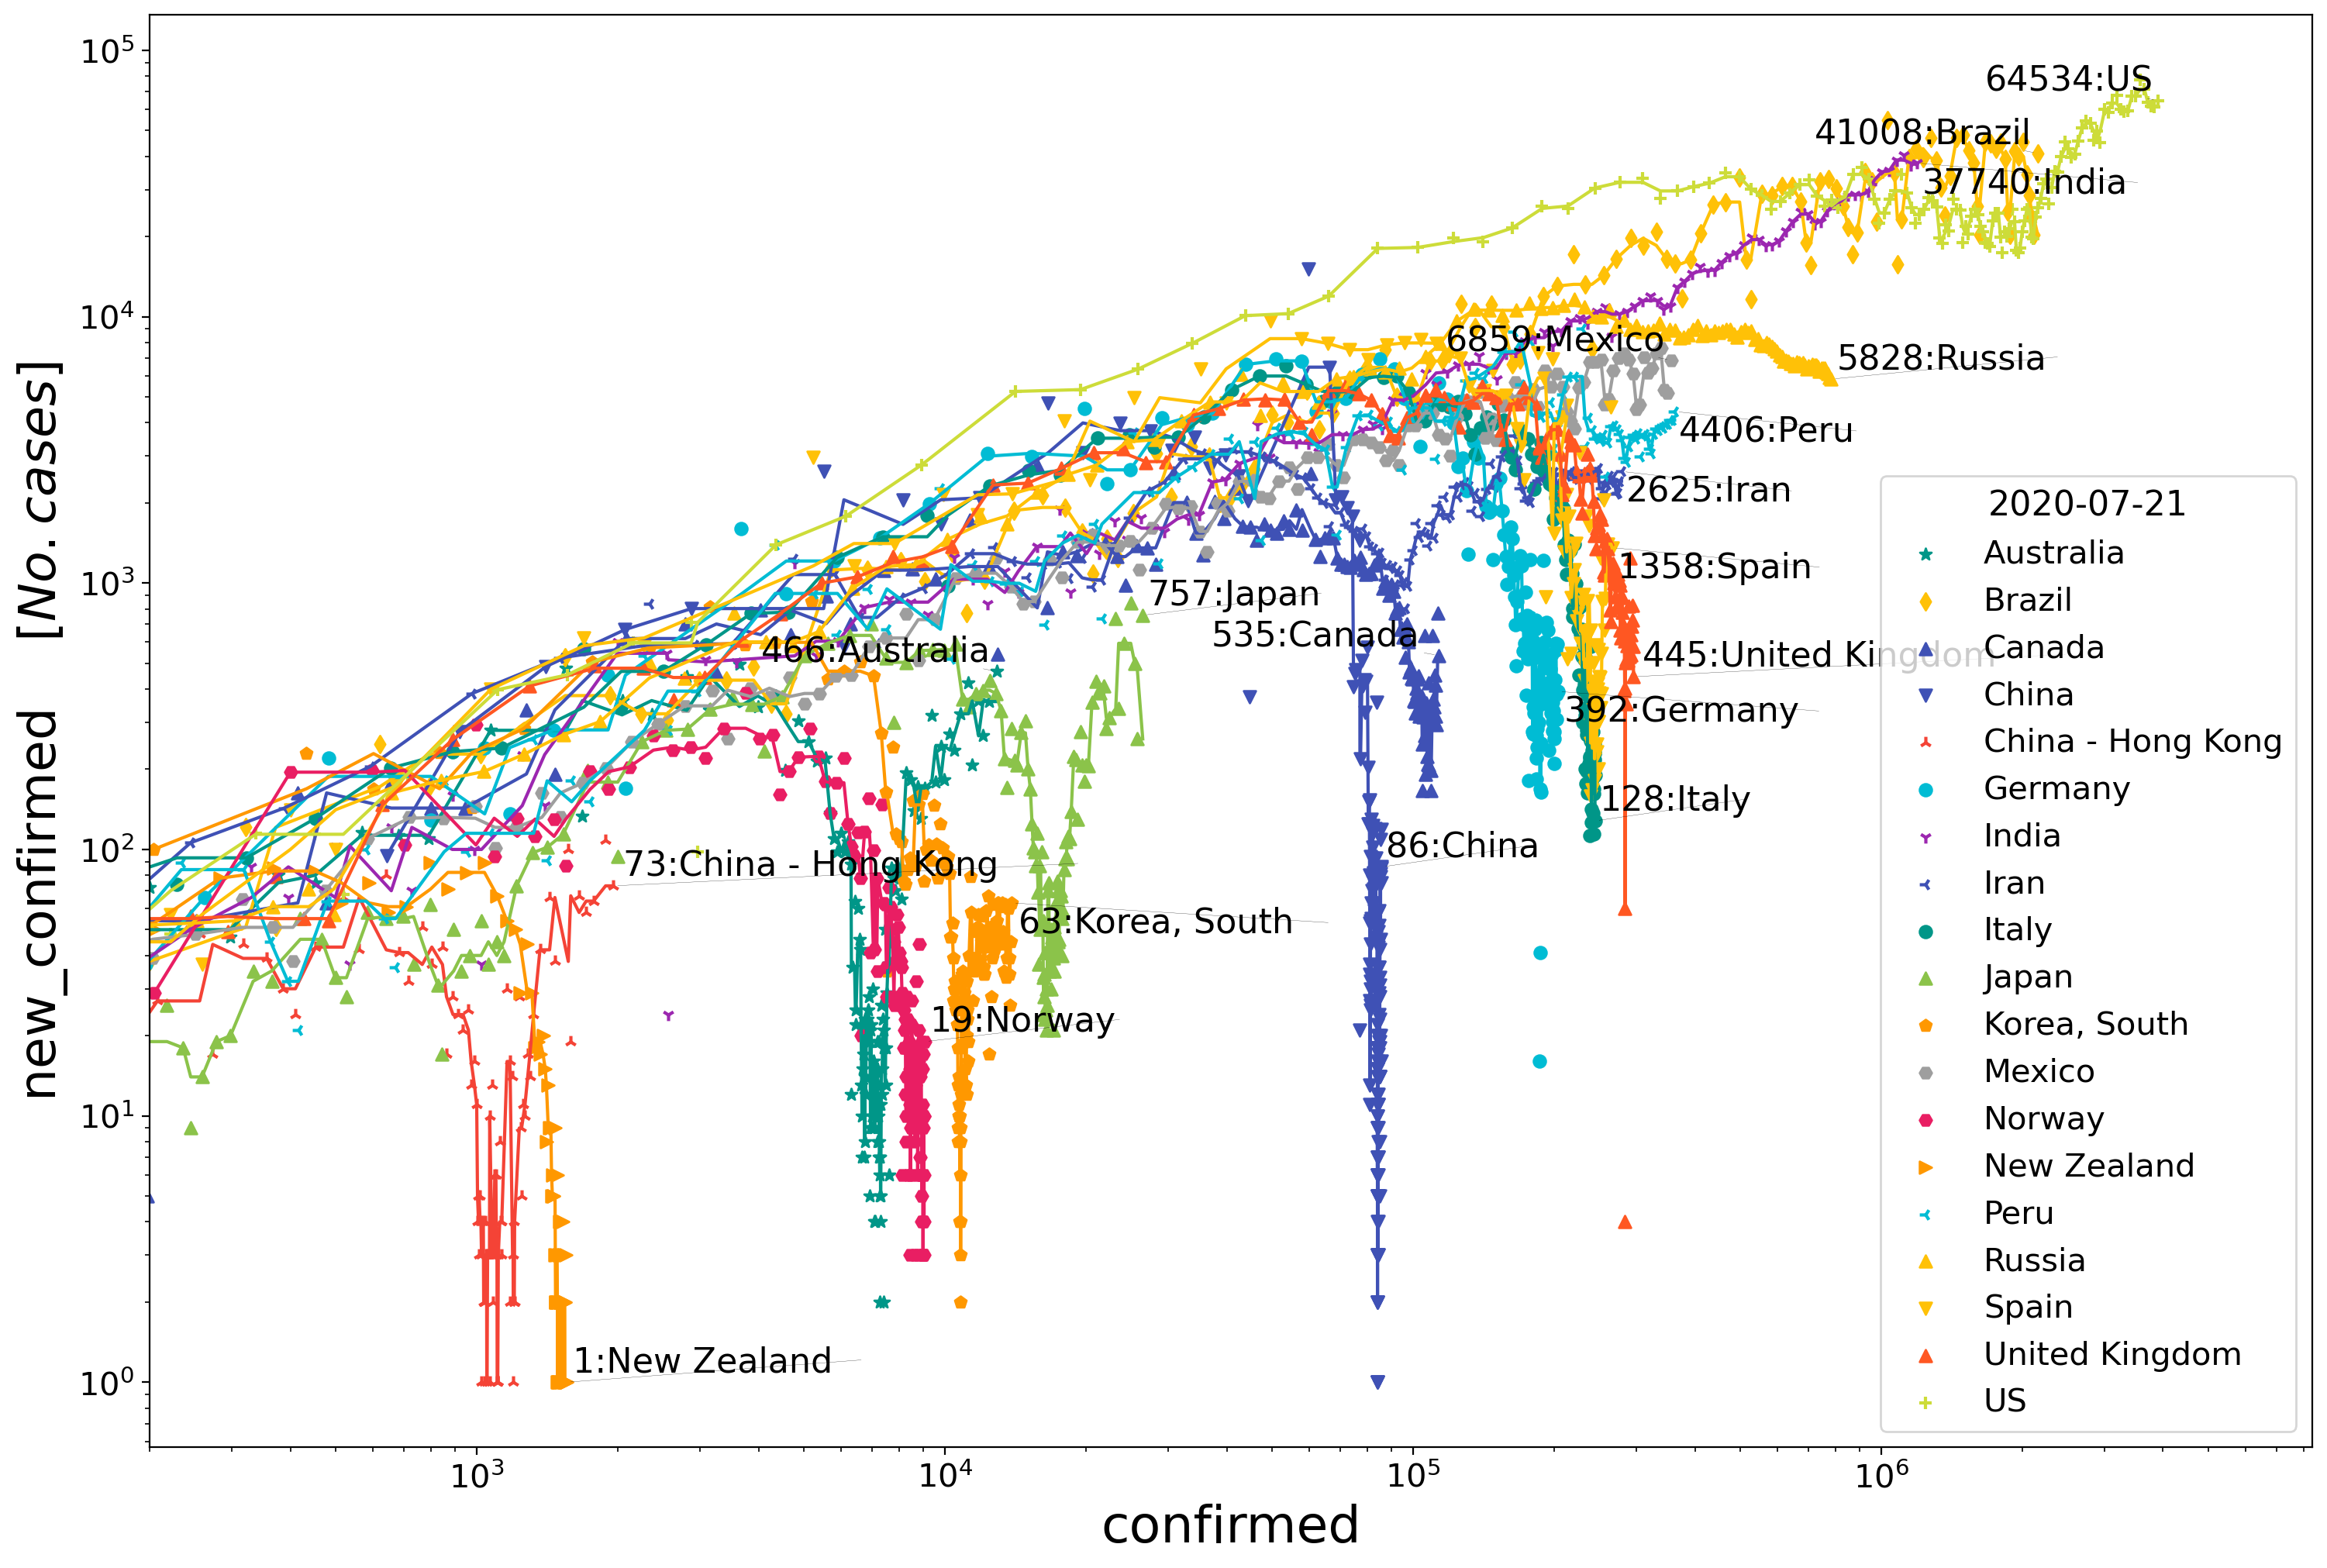 new_confirmed [No. cases]
10⁵
10⁴
10³
10²
10¹
10⁰
64534:US
41008:Brazil
37740:India
6859:Mexico
5828:Russia
4406:Peru
2625:Iran
1358:Spain
757:Japan
535:Canada
466:Australia
445:United Kingdom
392:Germany
128:Italy
86:China
73:China - Hong Kong
63:Korea, South
19:Norway
1:New Zealand
2020-07-21
Australia
Brazil
Canada
China
China - Hong Kong
Germany
India
Iran
Italy
Japan
Korea, South
Mexico
Norway
New Zealand
Peru
Russia
Spain
United Kingdom
US
10³
10⁴
10⁵
10⁶
confirmed